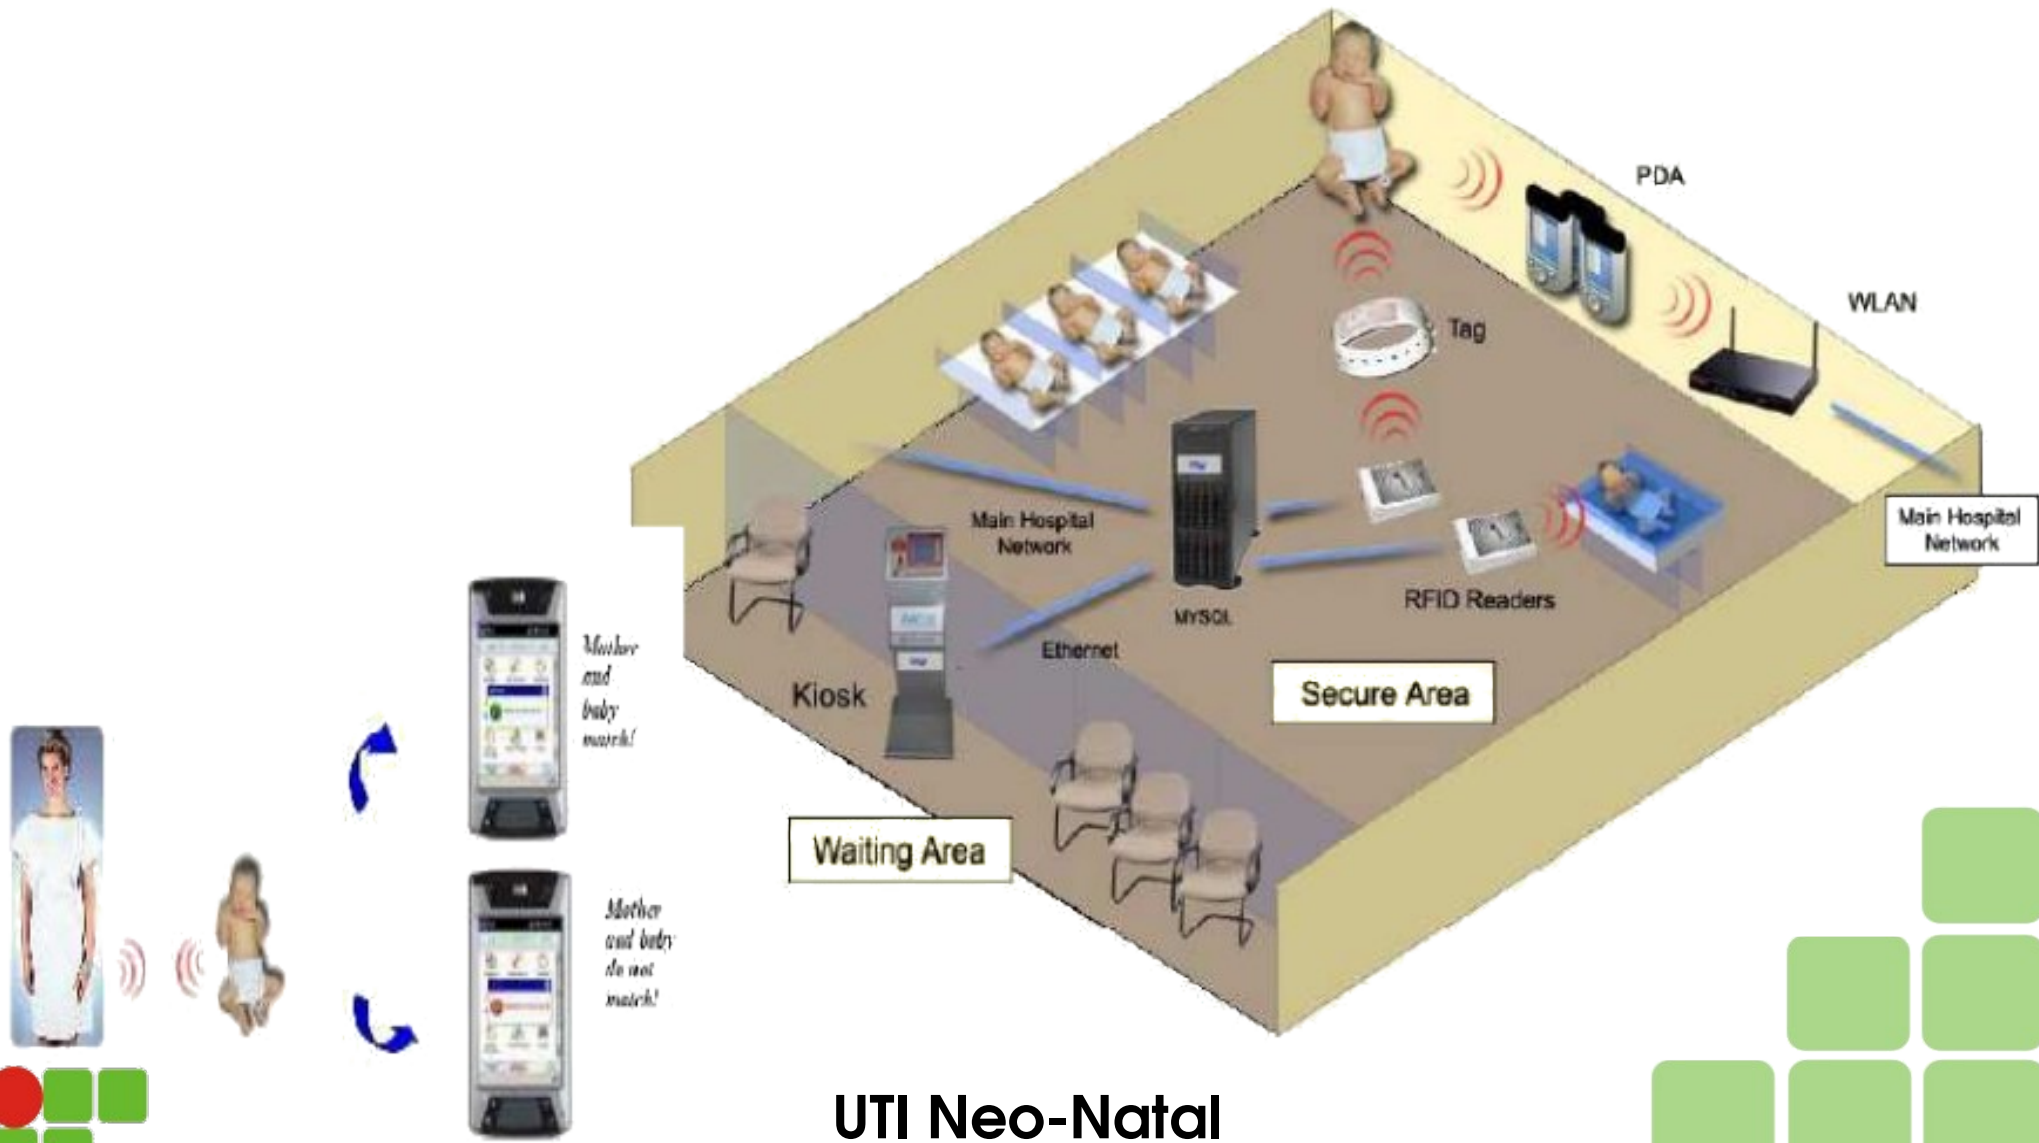 PDA
WLAN
Tag
Main Hospital
Network
Main Hospital
Network
MYSQL
RFID Readers
Ethernet
Kiosk
Secure Area
Waiting Area
Mother
and
baby
match!
Mother
and baby
do not
match!
UTI Neo-Natal